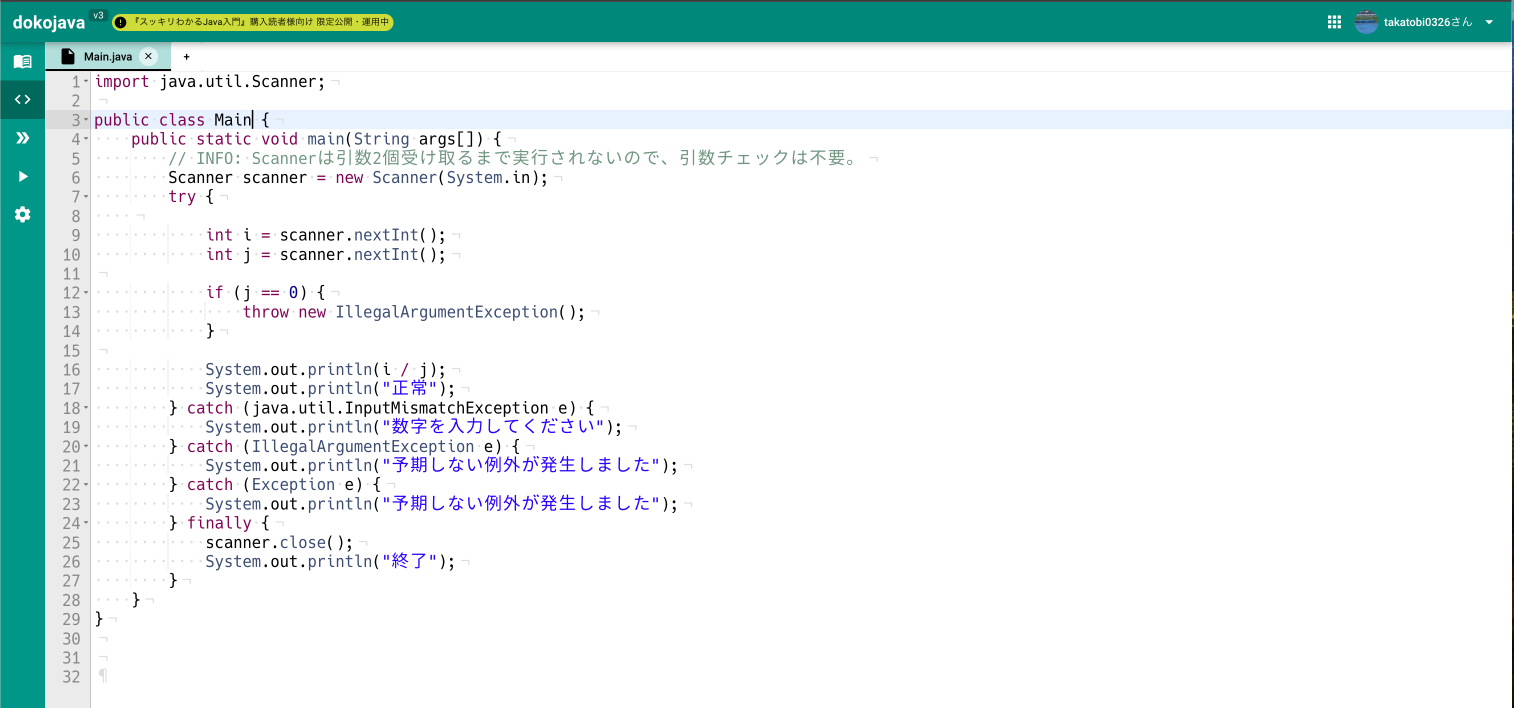 dokojava v3 『スッキリわかるJava入門』購入読者様向け 限定公開・運用中 takatobi0326さん
Main.java × +
1 import java.util.Scanner;
2
3 public class Main {
4     public static void main(String args[]) {
5         // INFO: Scannerは引数2個受け取るまで実行されないので、引数チェックは不要。
6         Scanner scanner = new Scanner(System.in);
7         try {
8
9             int i = scanner.nextInt();
10             int j = scanner.nextInt();
11
12             if (j == 0) {
13                 throw new IllegalArgumentException();
14             }
15
16             System.out.println(i / j);
17             System.out.println("正常");
18         } catch (java.util.InputMismatchException e) {
19             System.out.println("数字を入力してください");
20         } catch (IllegalArgumentException e) {
21             System.out.println("予期しない例外が発生しました");
22         } catch (Exception e) {
23             System.out.println("予期しない例外が発生しました");
24         } finally {
25             scanner.close();
26             System.out.println("終了");
27         }
28     }
29 }
30
31
32